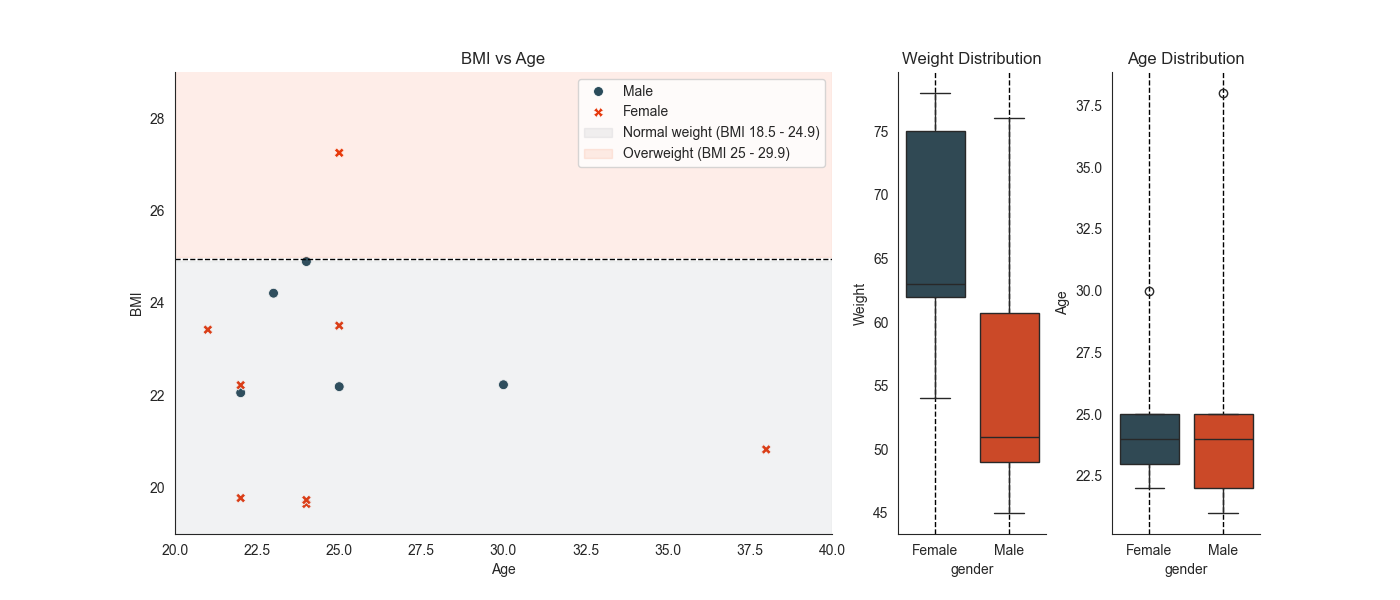 BMI vs Age
Male
Female
Normal weight (BMI 18.5 - 24.9)
Overweight (BMI 25 - 29.9)
BMI
28
26
24
22
20
20.0 22.5 25.0 27.5 30.0 32.5 35.0 37.5 40.0
Age
Weight Distribution
Weight
75
70
65
60
55
50
45
Female Male
gender
Age Distribution
Age
37.5
35.0
32.5
30.0
27.5
25.0
22.5
Female Male
gender